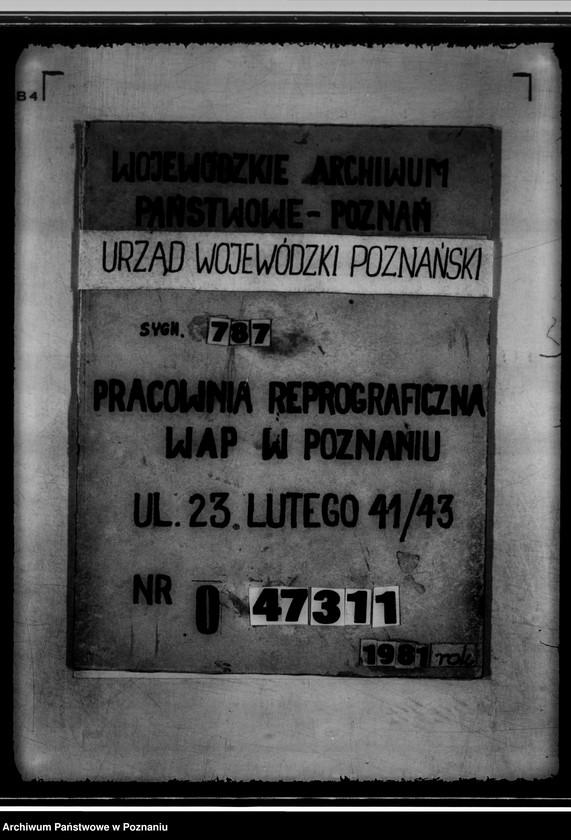 B4
WOJEWÓDZKIE ARCHIWUM
PAŃSTWOWE - POZNAŃ
URZĄD WOJEWÓDZKI POZNAŃSKI
SYGN. 787
PRACOWNIA REPROGRAFICZNA
WAP W POZNANIU
UL. 23. LUTEGO 41/43
NR 0 47311
1981 rok
Archiwum Państwowe w Poznaniu